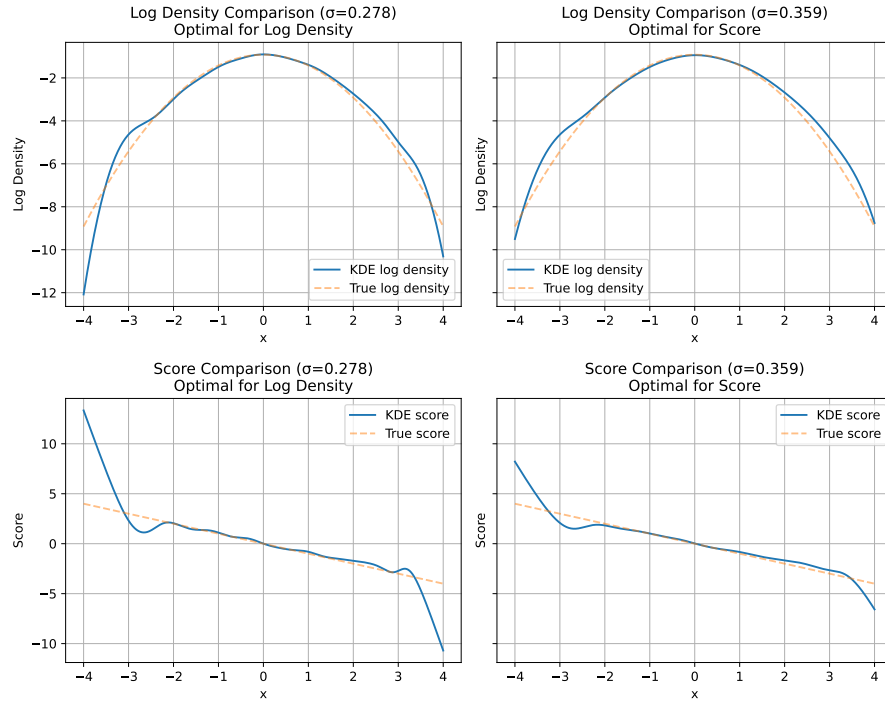 Log Density Comparison (σ=0.278)
Optimal for Log Density
Log Density
−2
−4
−6
−8
−10
−12
KDE log density
True log density
−4 −3 −2 −1 0 1 2 3 4
x
Log Density Comparison (σ=0.359)
Optimal for Score
Log Density
KDE log density
True log density
−4 −3 −2 −1 0 1 2 3 4
x
Score Comparison (σ=0.278)
Optimal for Log Density
Score
10
5
0
−5
−10
KDE score
True score
−4 −3 −2 −1 0 1 2 3 4
x
Score Comparison (σ=0.359)
Optimal for Score
Score
KDE score
True score
−4 −3 −2 −1 0 1 2 3 4
x